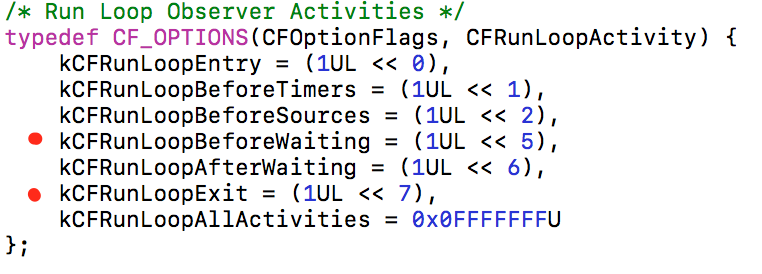 /* Run Loop Observer Activities */
typedef CF_OPTIONS(CFOptionFlags, CFRunLoopActivity) {
    kCFRunLoopEntry = (1UL << 0),
    kCFRunLoopBeforeTimers = (1UL << 1),
    kCFRunLoopBeforeSources = (1UL << 2),
    kCFRunLoopBeforeWaiting = (1UL << 5),
    kCFRunLoopAfterWaiting = (1UL << 6),
    kCFRunLoopExit = (1UL << 7),
    kCFRunLoopAllActivities = 0x0FFFFFFFU
};